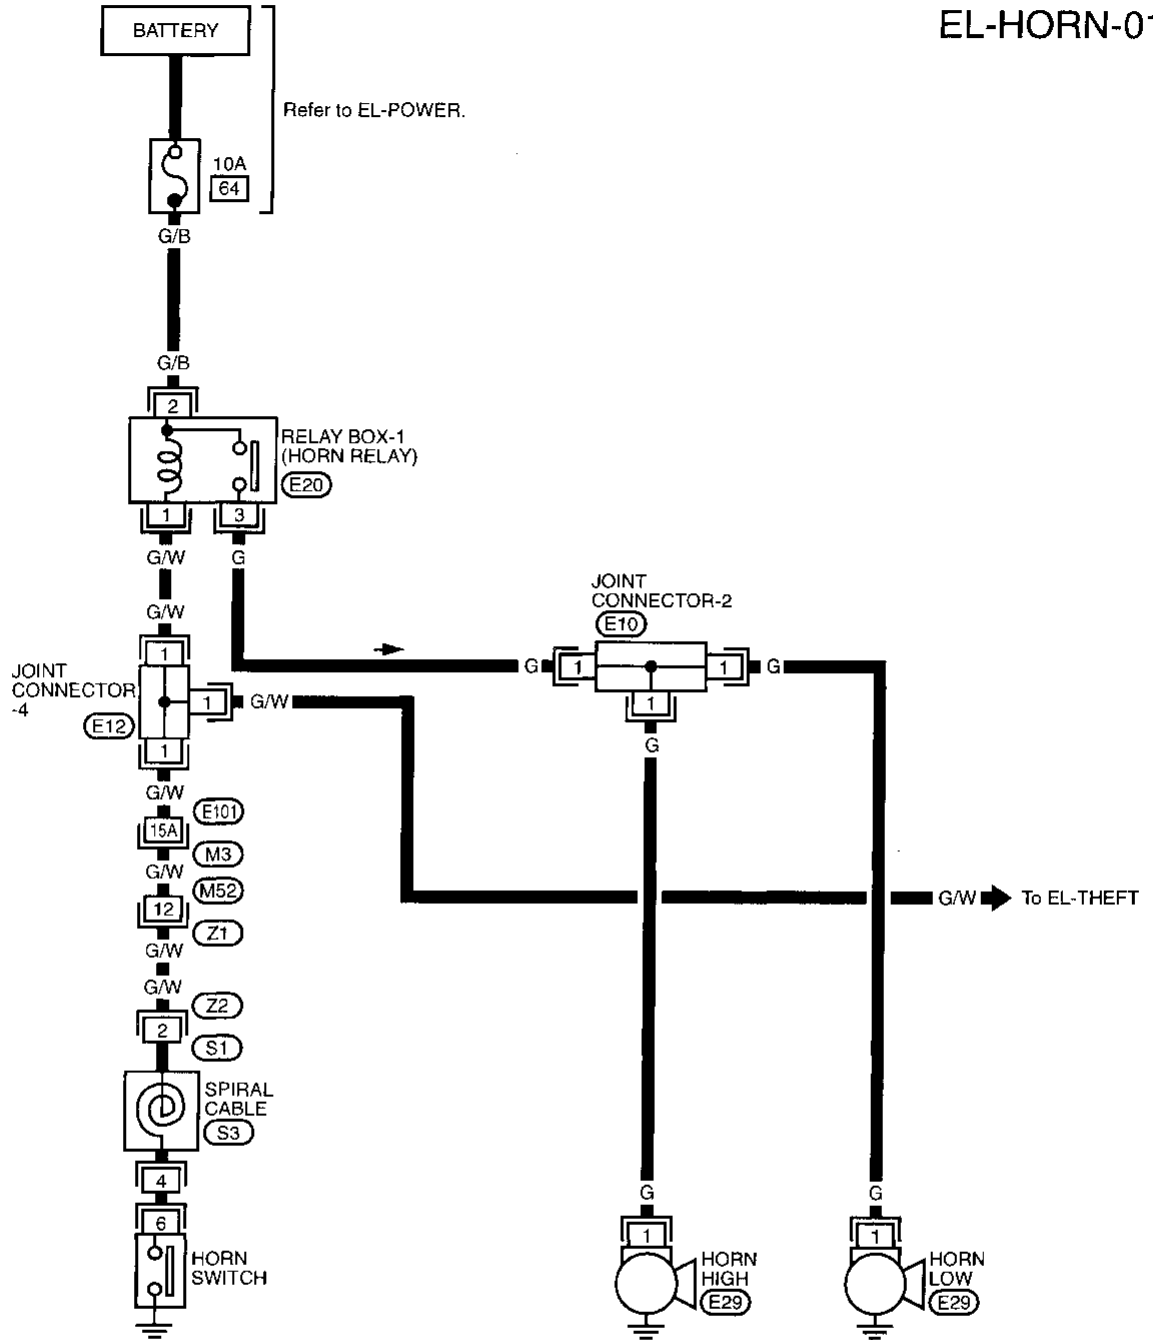 EL-HORN-01
BATTERY
Refer to EL-POWER.
10A
64
G/B
G/B
2
RELAY BOX-1
(HORN RELAY)
E20
1
3
G/W
G
G/W
JOINT
CONNECTOR-2
E10
1
JOINT
CONNECTOR
-4
E12
1
G/W
G
1
1
G
1
G
1
G/W
E101
15A
M3
G/W
M52
12
Z1
G/W
G/W
To EL-THEFT
G/W
Z2
2
S1
SPIRAL
CABLE
S3
4
6
HORN
SWITCH
G
1
HORN
HIGH
E29
G
1
HORN
LOW
E29